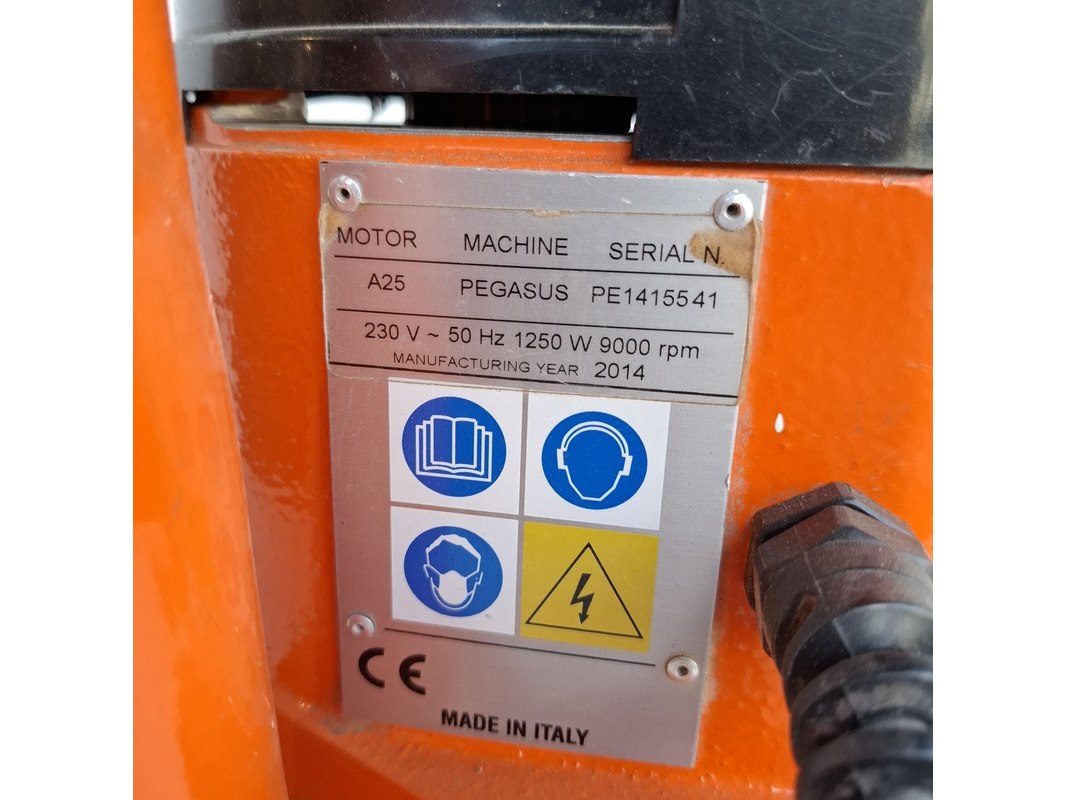 MOTOR MACHINE SERIAL N.
A25 PEGASUS PE1415541
230 V ~ 50 Hz 1250 W 9000 rpm
MANUFACTURING YEAR 2014
CE
MADE IN ITALY